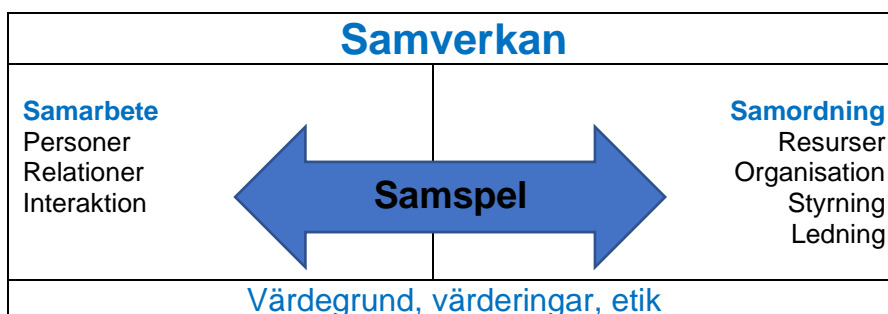 Samverkan
Samarbete
Personer
Relationer
Interaktion
Samspel
Samordning
Resurser
Organisation
Styrning
Ledning
Värdegrund, värderingar, etik